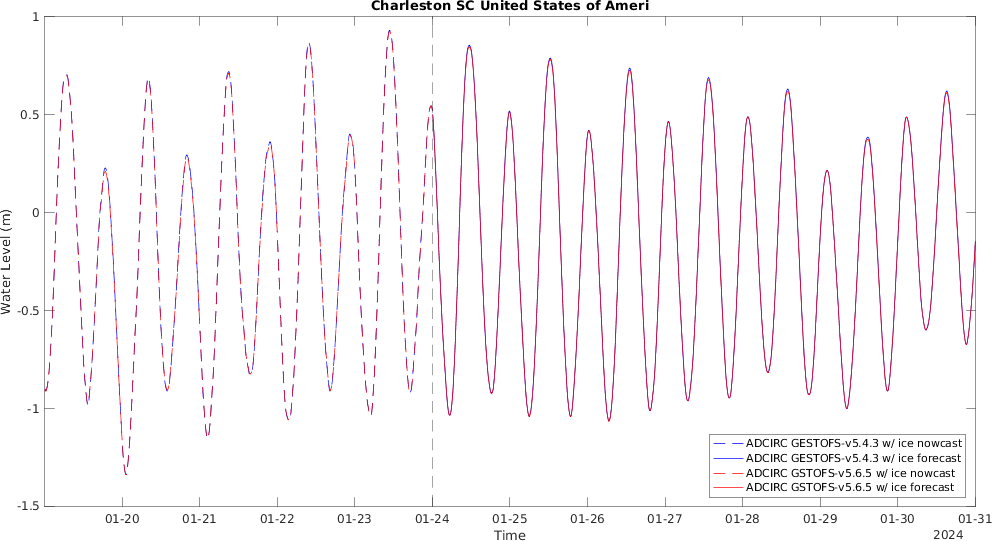 Charleston SC United States of Ameri
1
0.5
0
-0.5
-1
-1.5
Water Level (m)
ADCIRC GESTOFS-v5.4.3 w/ ice nowcast
ADCIRC GESTOFS-v5.4.3 w/ ice forecast
ADCIRC GSTOFS-v5.6.5 w/ ice nowcast
ADCIRC GSTOFS-v5.6.5 w/ ice forecast
01-20 01-21 01-22 01-23 01-24 01-25 01-26 01-27 01-28 01-29 01-30 01-31
Time
2024